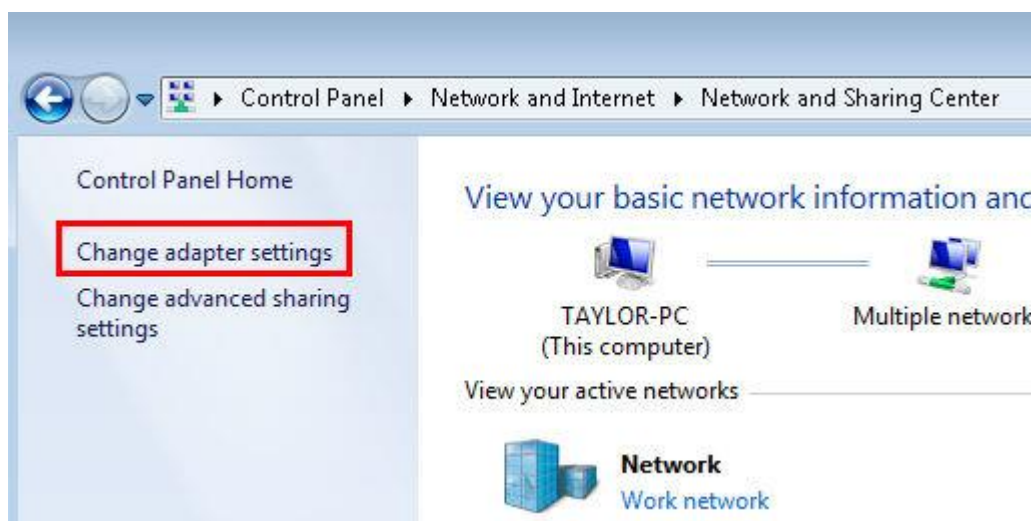 Control Panel ▸ Network and Internet ▸ Network and Sharing Center
Control Panel Home
Change adapter settings
Change advanced sharing
settings
View your basic network information and
TAYLOR-PC
(This computer)
Multiple network
View your active networks
Network
Work network